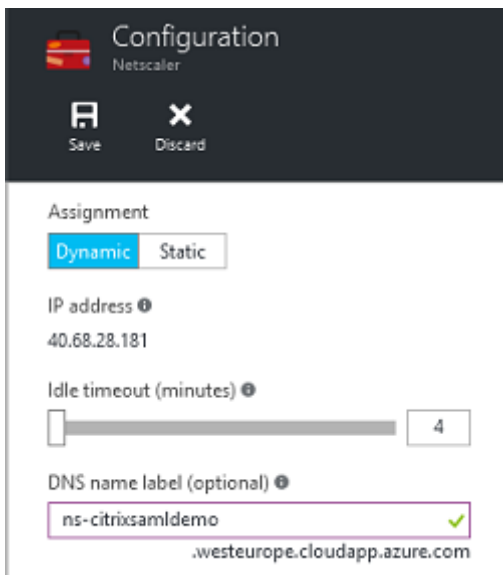 Configuration
Netscaler
Save Discard
Assignment
Dynamic Static
IP address
40.68.28.181
Idle timeout (minutes)
4
DNS name label (optional)
ns-citrixsamldemo
.westeurope.cloudapp.azure.com